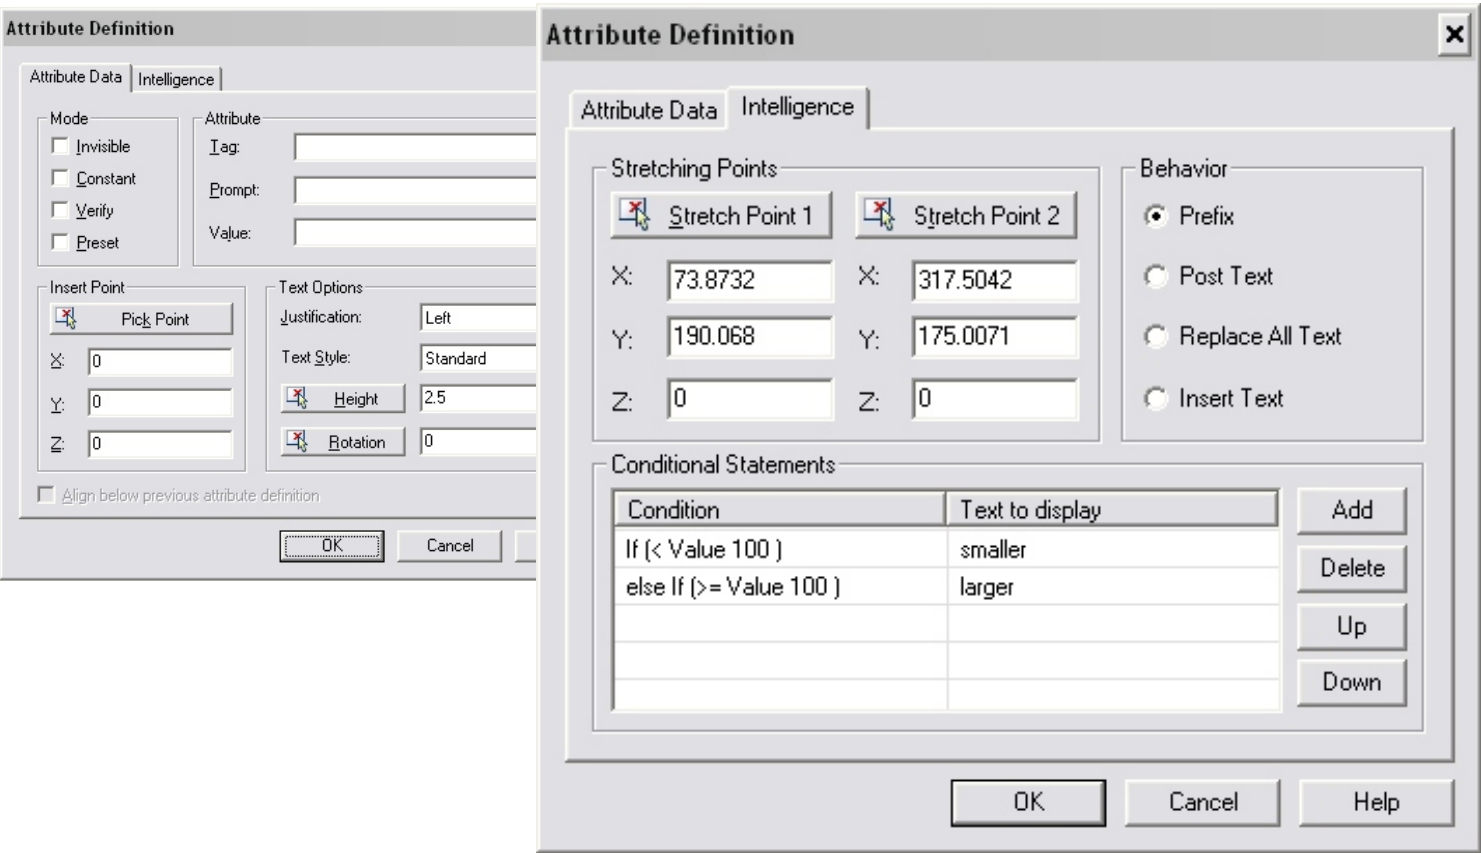 Attribute Definition
Attribute Data
Intelligence
Mode
Invisible
Constant
Verify
Preset
Attribute
Tag:
Prompt:
Value:
Insert Point
Pick Point
X: 0
Y: 0
Z: 0
Text Options
Justification: Left
Text Style: Standard
Height 2.5
Rotation 0
Align below previous attribute definition
OK
Cancel
Attribute Definition
Attribute Data
Intelligence
Stretching Points
Stretch Point 1
Stretch Point 2
X: 73.8732
X: 317.5042
Y: 190.068
Y: 175.0071
Z: 0
Z: 0
Behavior
Prefix
Post Text
Replace All Text
Insert Text
Conditional Statements
Condition
Text to display
If (< Value 100 )
smaller
else If (>= Value 100 )
larger
Add
Delete
Up
Down
OK
Cancel
Help